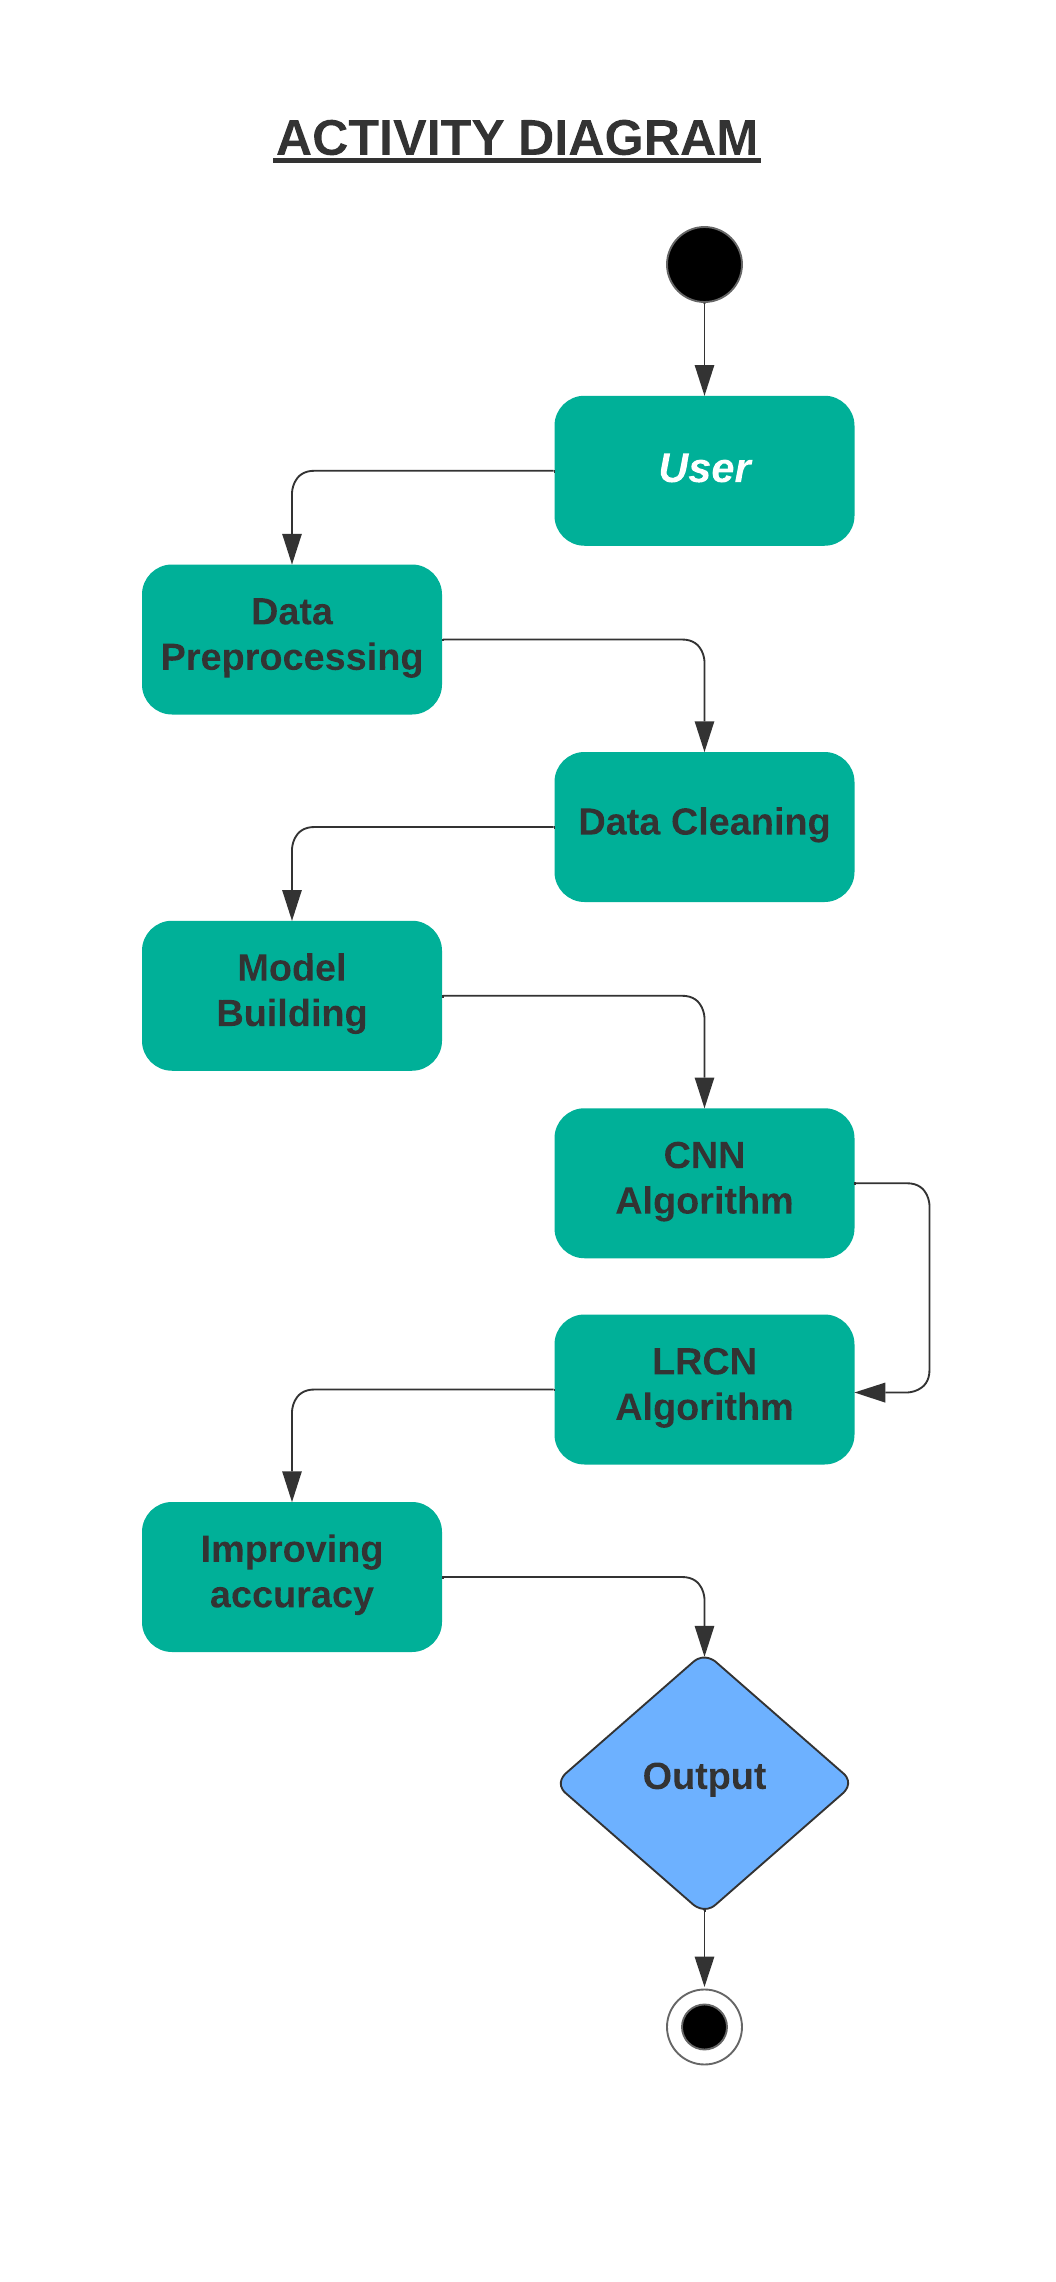 ACTIVITY DIAGRAM
User
Data
Preprocessing
Data Cleaning
Model
Building
CNN
Algorithm
LRCN
Algorithm
Improving
accuracy
Output